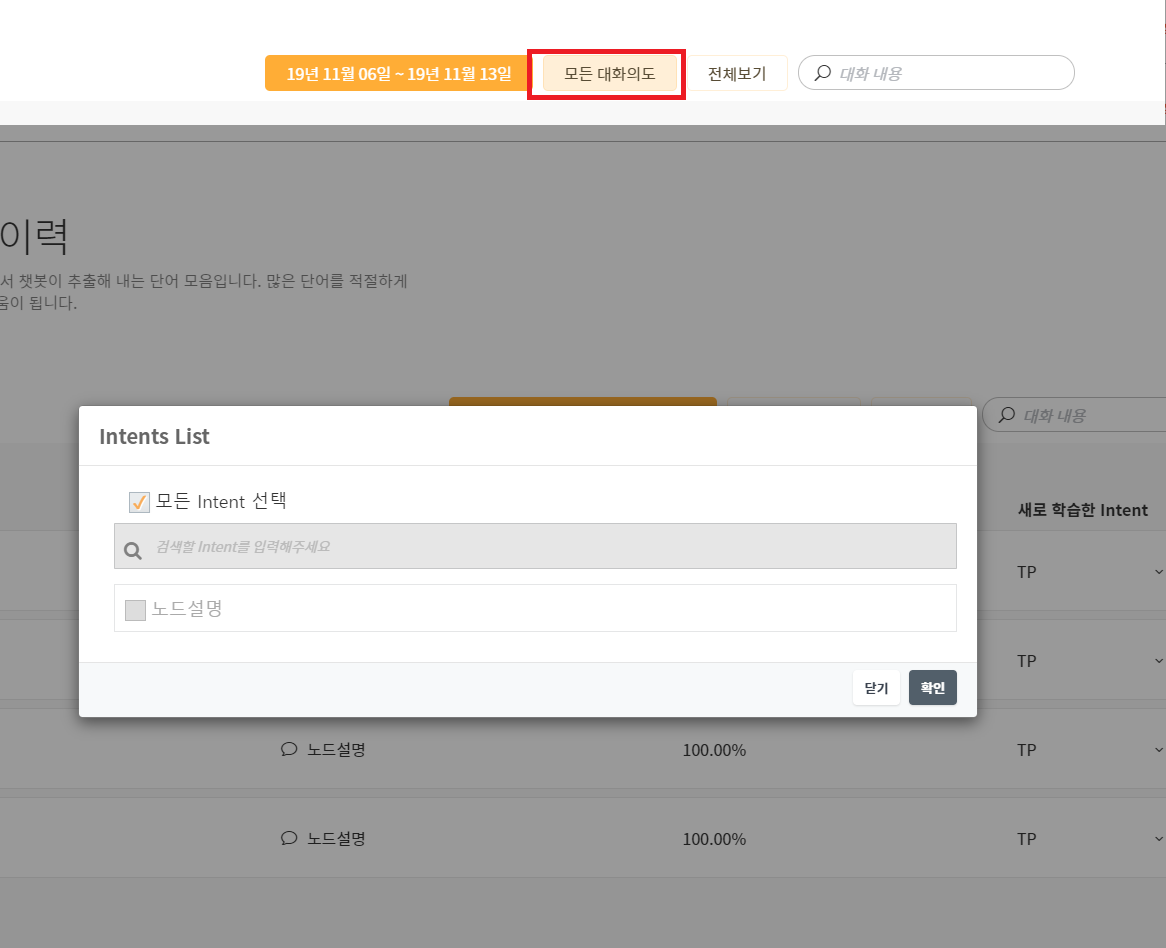 19년 11월 06일 ~ 19년 11월 13일 모든 대화의도 전체보기 대화 내용
이력
서 챗봇이 추출해 내는 단어 모음입니다. 많은 단어를 적절하게
움이 됩니다.
대화 내용
Intents List
모든 Intent 선택
검색할 Intent를 입력해주세요
노드설명
닫기 확인
새로 학습한 Intent
TP
TP
노드설명 100.00% TP
노드설명 100.00% TP